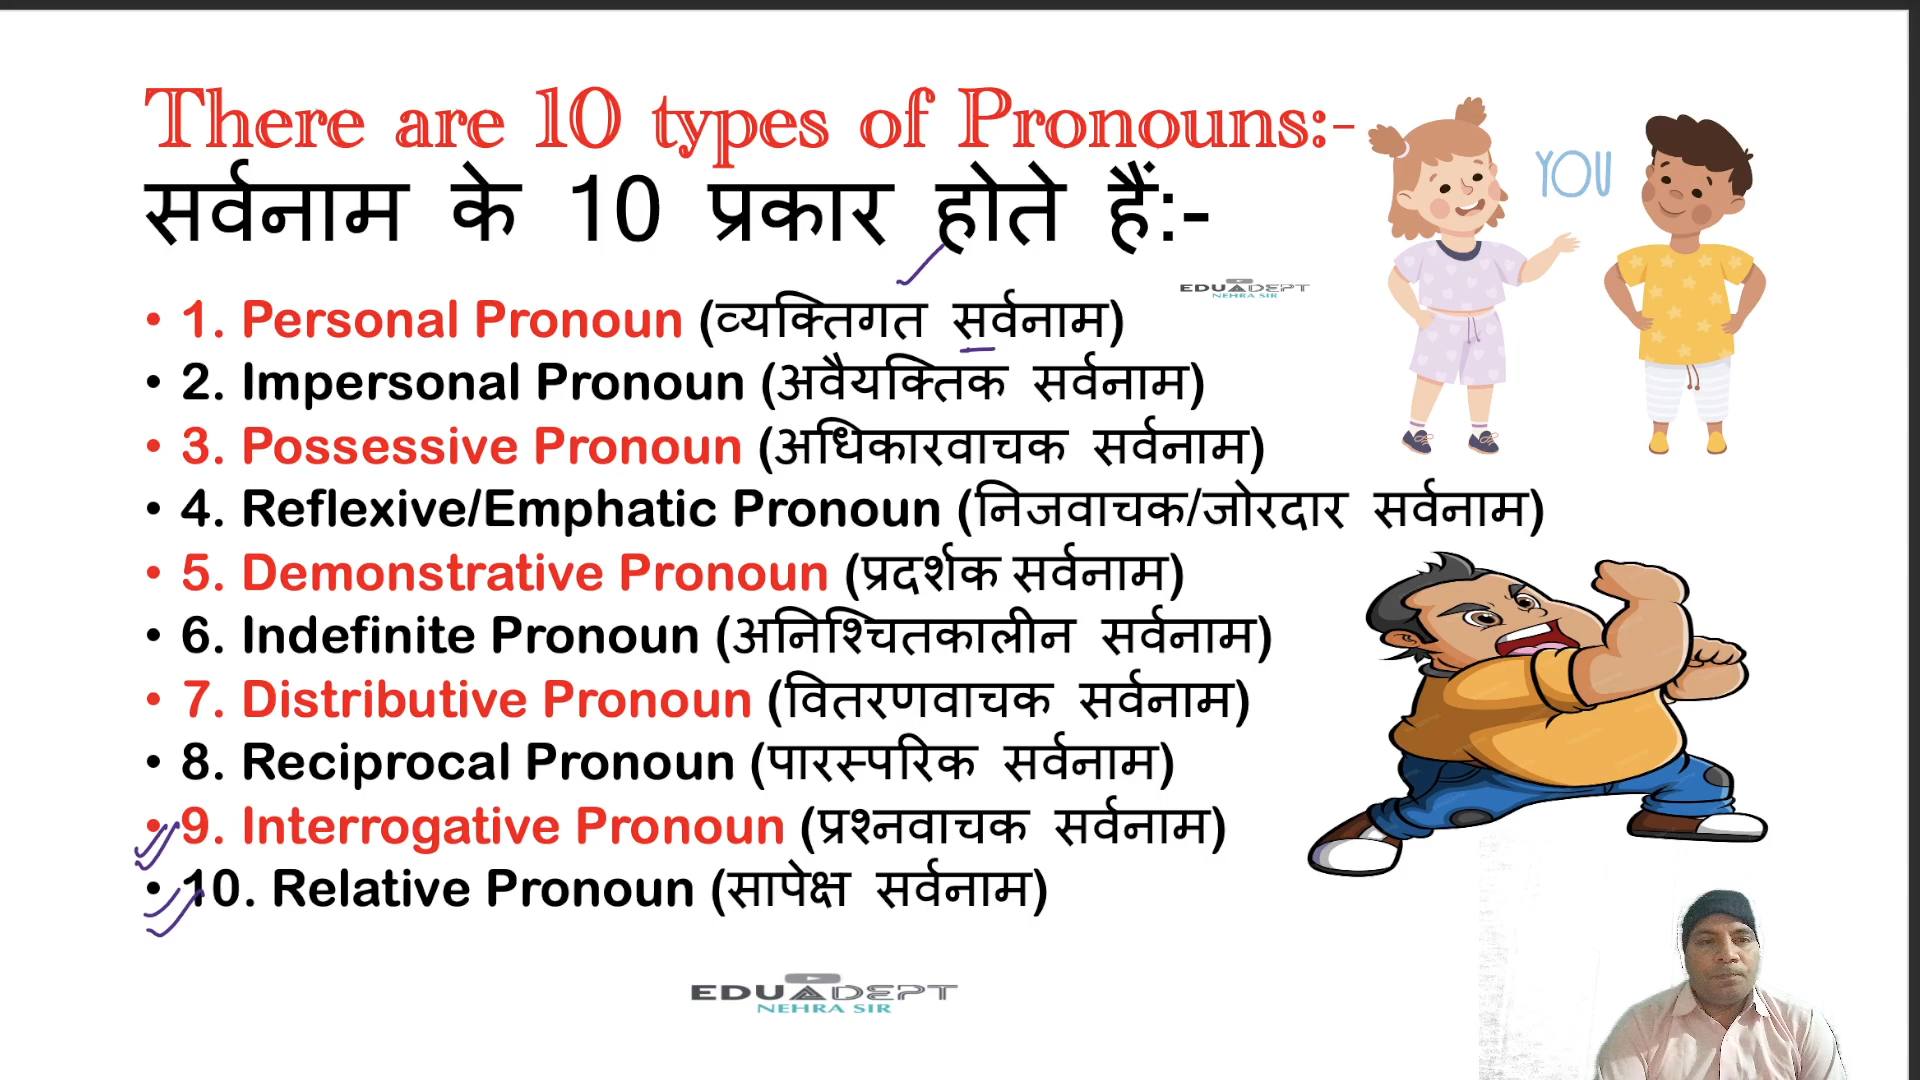 There are 10 types of Pronouns:-
सर्वनाम के 10 प्रकार होते हैं:-
YOU
EDUADEPT
NEHRA SIR
• 1. Personal Pronoun (व्यक्तिगत सर्वनाम)
• 2. Impersonal Pronoun (अवैयक्तिक सर्वनाम)
• 3. Possessive Pronoun (अधिकारवाचक सर्वनाम)
• 4. Reflexive/Emphatic Pronoun (निजवाचक/जोरदार सर्वनाम)
• 5. Demonstrative Pronoun (प्रदर्शक सर्वनाम)
• 6. Indefinite Pronoun (अनिश्चितकालीन सर्वनाम)
• 7. Distributive Pronoun (वितरणवाचक सर्वनाम)
• 8. Reciprocal Pronoun (पारस्परिक सर्वनाम)
• 9. Interrogative Pronoun (प्रश्नवाचक सर्वनाम)
• 10. Relative Pronoun (सापेक्ष सर्वनाम)
EDUADEPT
NEHRA SIR